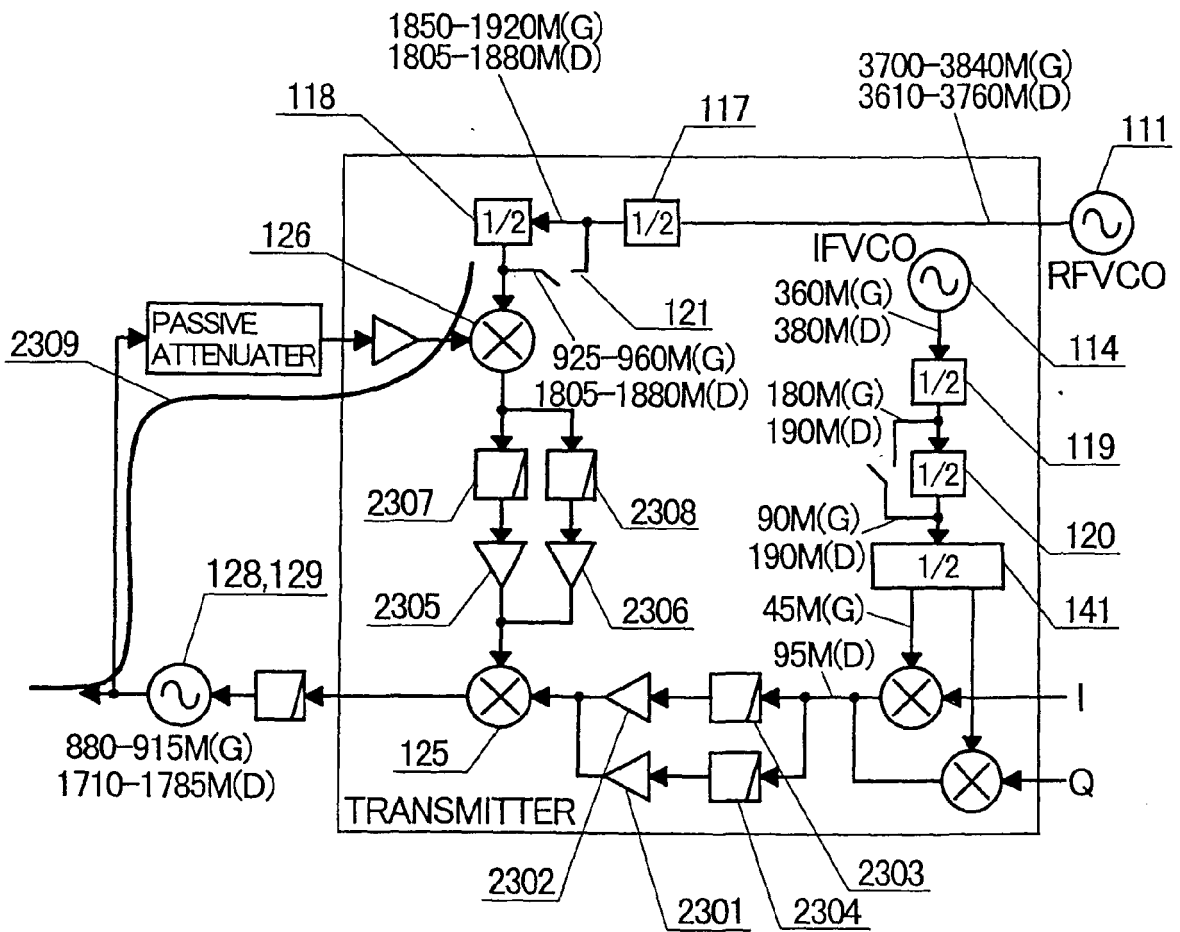 1850-1920M(G)
1805-1880M(D)
3700-3840M(G)
3610-3760M(D)
118
117
111
1/2
1/2
126
IFVCO
RFVCO
360M(G)
380M(D)
121
114
PASSIVE
ATTENUATER
2309
925-960M(G)
1805-1880M(D)
1/2
180M(G)
190M(D)
119
1/2
2307
2308
90M(G)
190M(D)
120
1/2
128,129
2305
2306
45M(G)
95M(D)
141
I
880-915M(G)
1710-1785M(D)
125
Q
TRANSMITTER
2302
2303
2301
2304